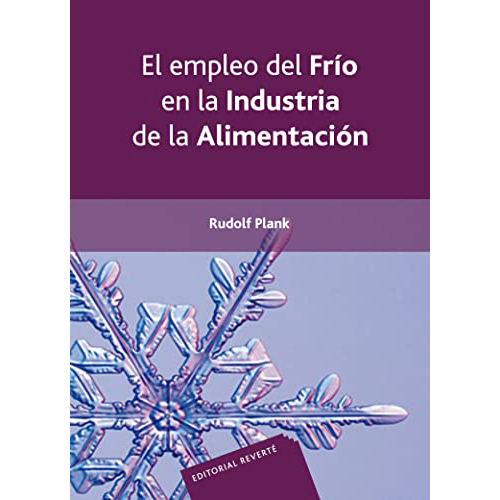 El empleo del Frío
en la Industria
de la Alimentación
Rudolf Plank
EDITORIAL REVERTÉ